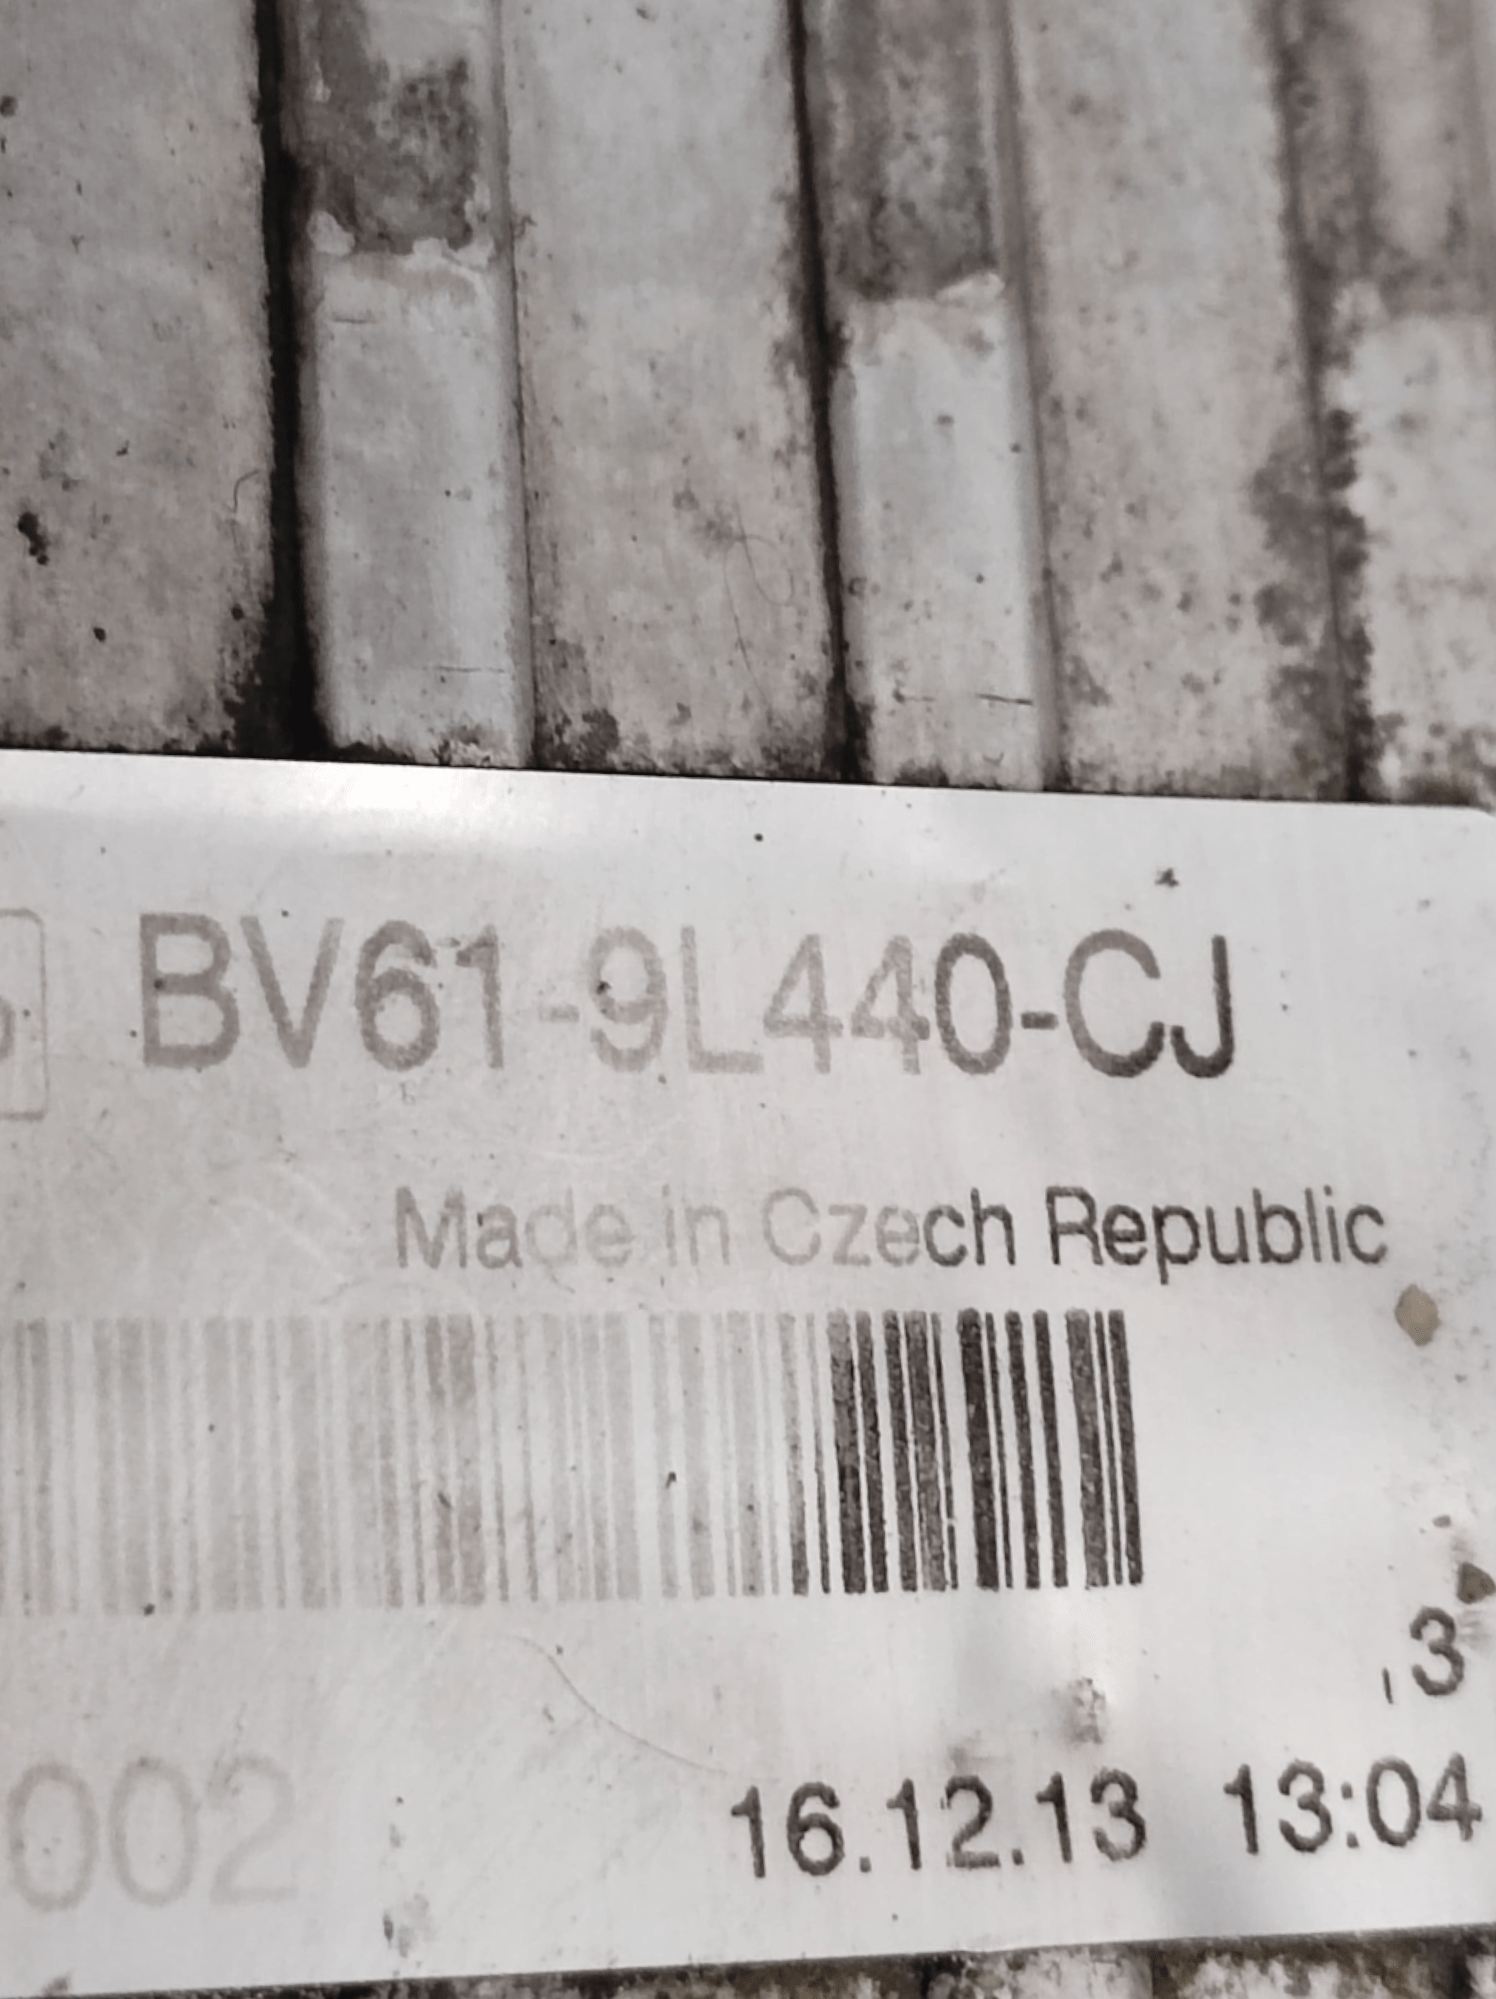 BV61-9L440-CJ
Made in Czech Republic
3
002
16.12.13 13:04